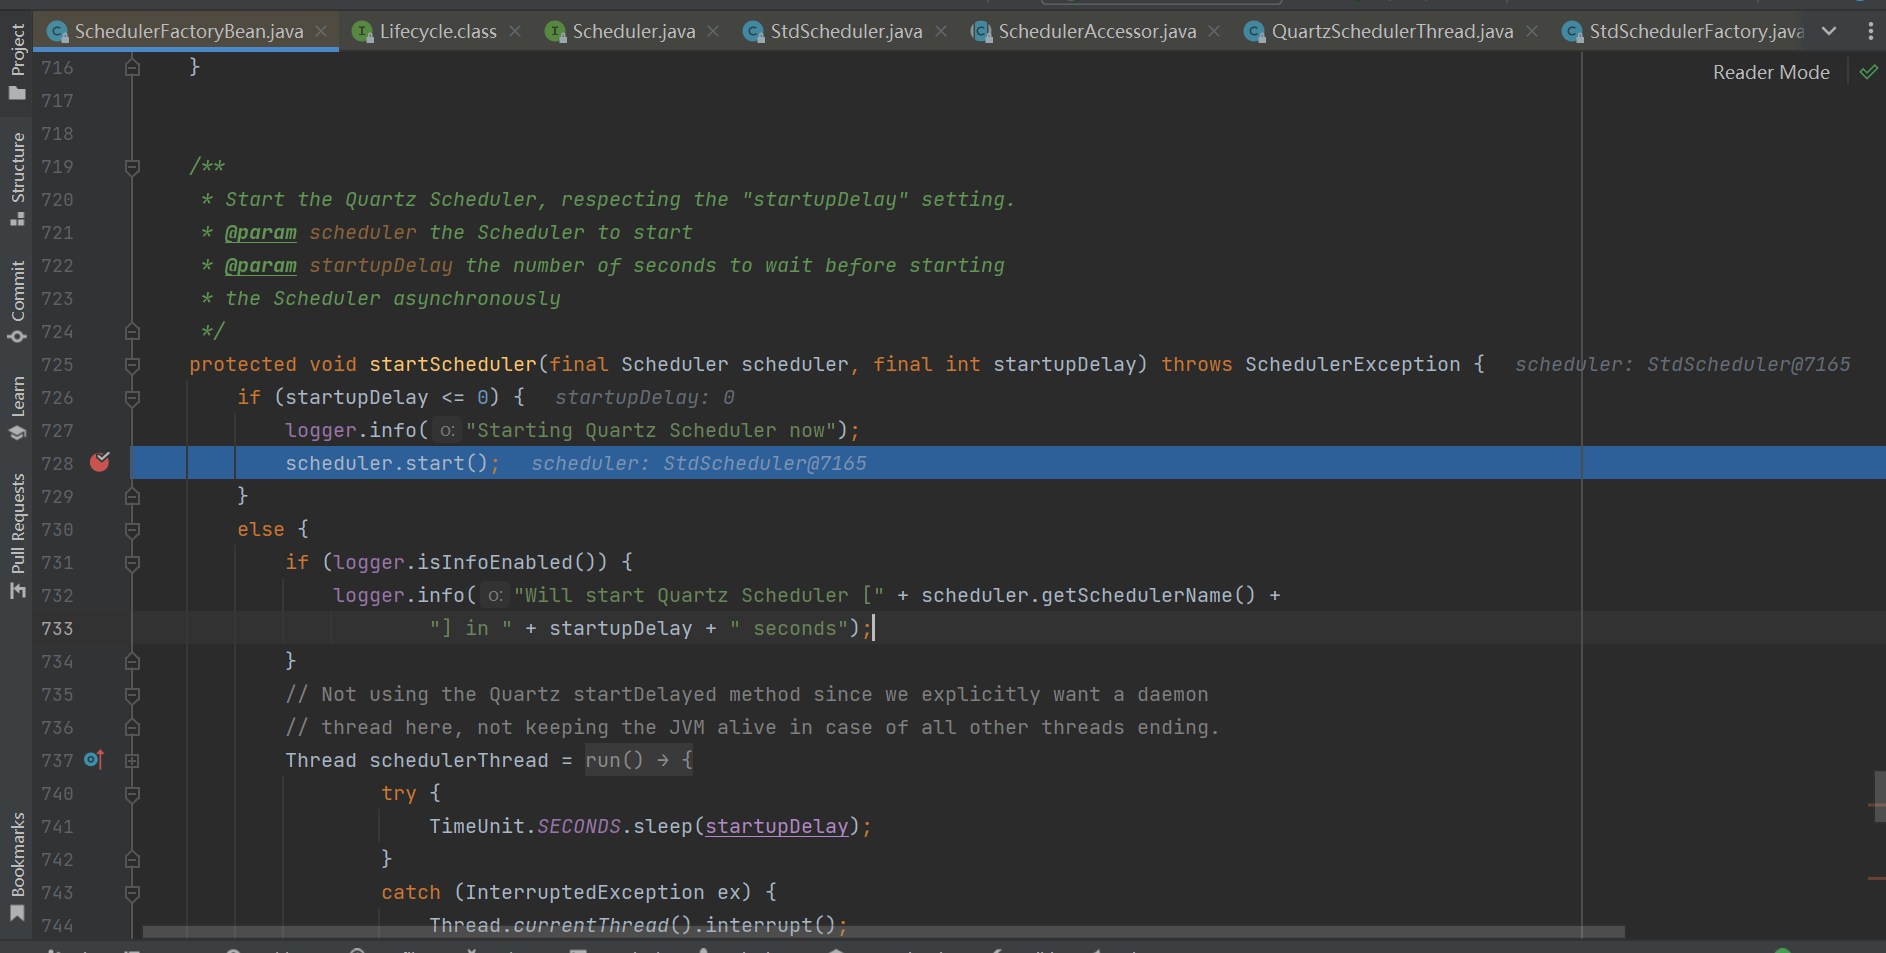 SchedulerFactoryBean.java Lifecycle.class Scheduler.java StdScheduler.java SchedulerAccessor.java QuartzSchedulerThread.java StdSchedulerFactory.java
Project
Structure
Commit
Learn
Pull Requests
Bookmarks
Reader Mode
716 }
717
718
719 /**
720 * Start the Quartz Scheduler, respecting the "startupDelay" setting.
721 * @param scheduler the Scheduler to start
722 * @param startupDelay the number of seconds to wait before starting
723 * the Scheduler asynchronously
724 */
725 protected void startScheduler(final Scheduler scheduler, final int startupDelay) throws SchedulerException { scheduler: StdScheduler@7165
726 if (startupDelay <= 0) { startupDelay: 0
727 logger.info( o: "Starting Quartz Scheduler now");
728 scheduler.start(); scheduler: StdScheduler@7165
729 }
730 else {
731 if (logger.isInfoEnabled()) {
732 logger.info( o: "Will start Quartz Scheduler [" + scheduler.getSchedulerName() +
733 "] in " + startupDelay + " seconds");
734 }
735 // Not using the Quartz startDelayed method since we explicitly want a daemon
736 // thread here, not keeping the JVM alive in case of all other threads ending.
737 Thread schedulerThread = run() → {
740 try {
741 TimeUnit.SECONDS.sleep(startupDelay);
742 }
743 catch (InterruptedException ex) {
744 Thread.currentThread().interrupt();